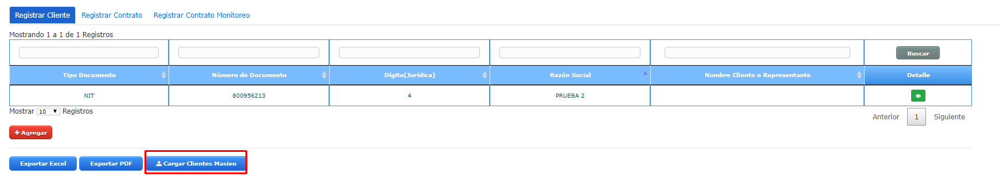 Registrar Cliente Registrar Contrato Registrar Contrato Monitoreo
Mostrando 1 a 1 de 1 Registros
Buscar
Tipo Documento Número de Documento Dígito(Jurídica) Razón Social Nombre Cliente o Representante Detalle
NIT 800956213 4 PRUEBA 2
Mostrar 10 Registros
Anterior 1 Siguiente
+ Agregar
Exportar Excel Exportar PDF Cargar Clientes Masivo